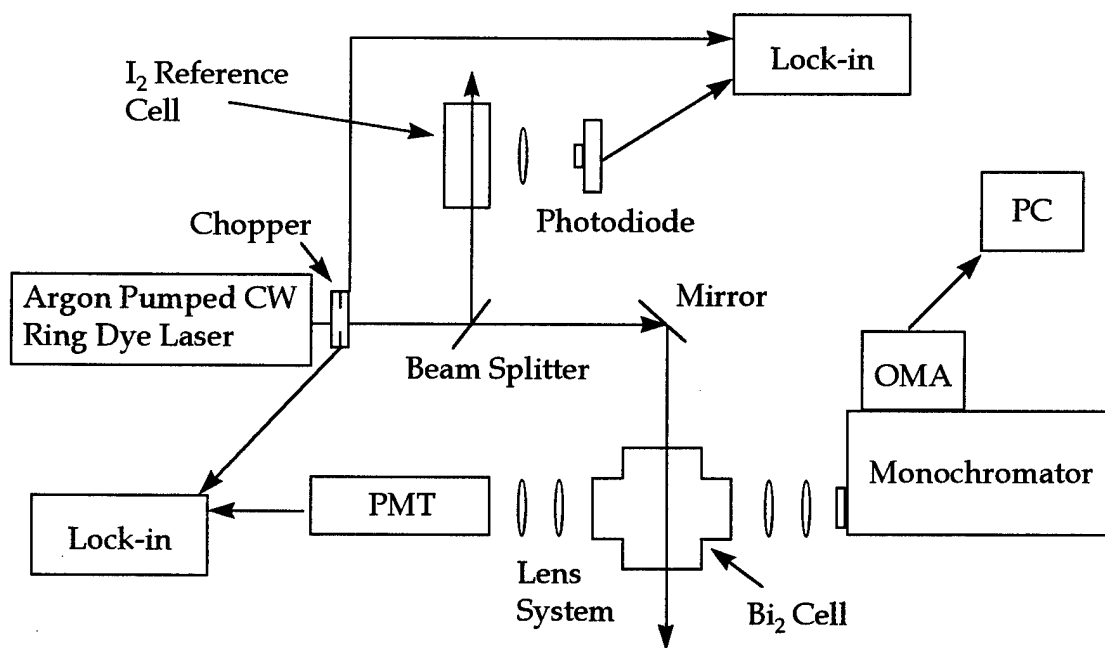 I₂ Reference
Cell
Lock-in
Photodiode
PC
Chopper
Argon Pumped CW
Ring Dye Laser
Mirror
Beam Splitter
OMA
Monochromator
PMT
Lock-in
Lens
System
Bi₂ Cell